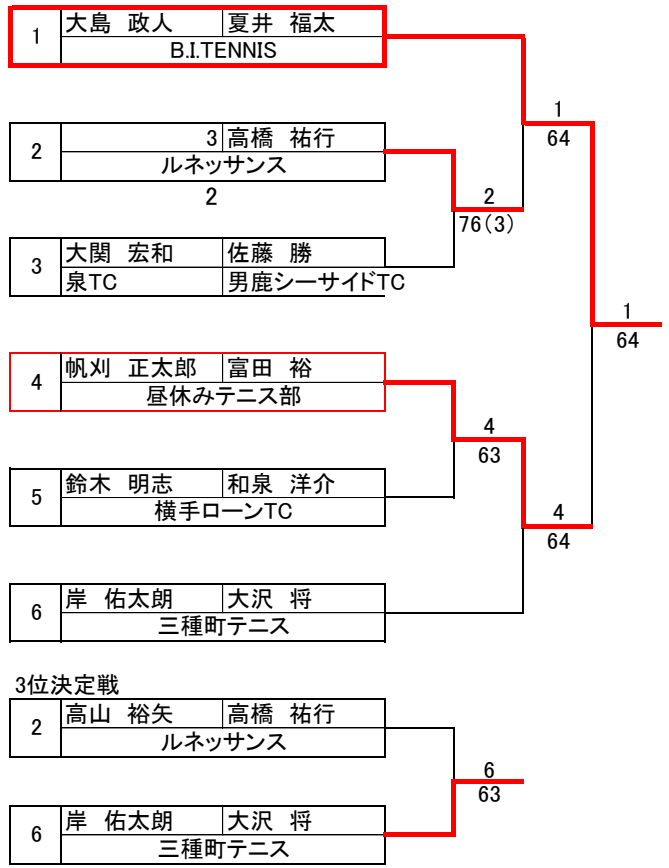 1 大島 政人 夏井 福太
B.I.TENNIS
1
64
2 3 高橋 祐行
ルネッサンス
2
2
76(3)
3 大関 宏和 佐藤 勝
泉TC 男鹿シーサイドTC
1
64
4 帆刈 正太郎 富田 裕
昼休みテニス部
4
63
5 鈴木 明志 和泉 洋介
横手ローンTC
4
64
6 岸 佑太朗 大沢 将
三種町テニス
3位決定戦
2 高山 裕矢 高橋 祐行
ルネッサンス
6
63
6 岸 佑太朗 大沢 将
三種町テニス